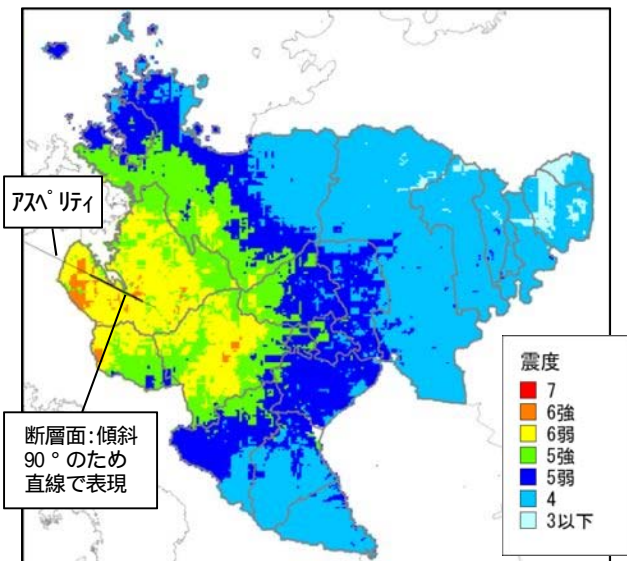 アスペリティ
断層面:傾斜
90°のため
直線で表現
震度
7
6強
6弱
5強
5弱
4
3以下